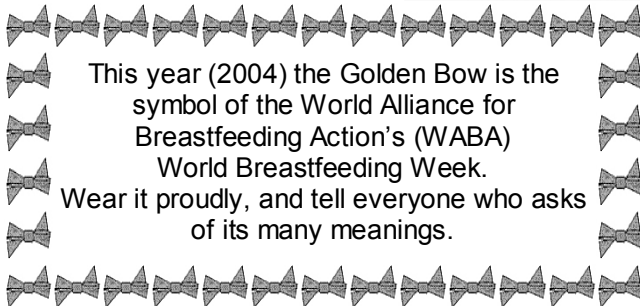 This year (2004) the Golden Bow is the
symbol of the World Alliance for
Breastfeeding Action’s (WABA)
World Breastfeeding Week.
Wear it proudly, and tell everyone who asks
of its many meanings.